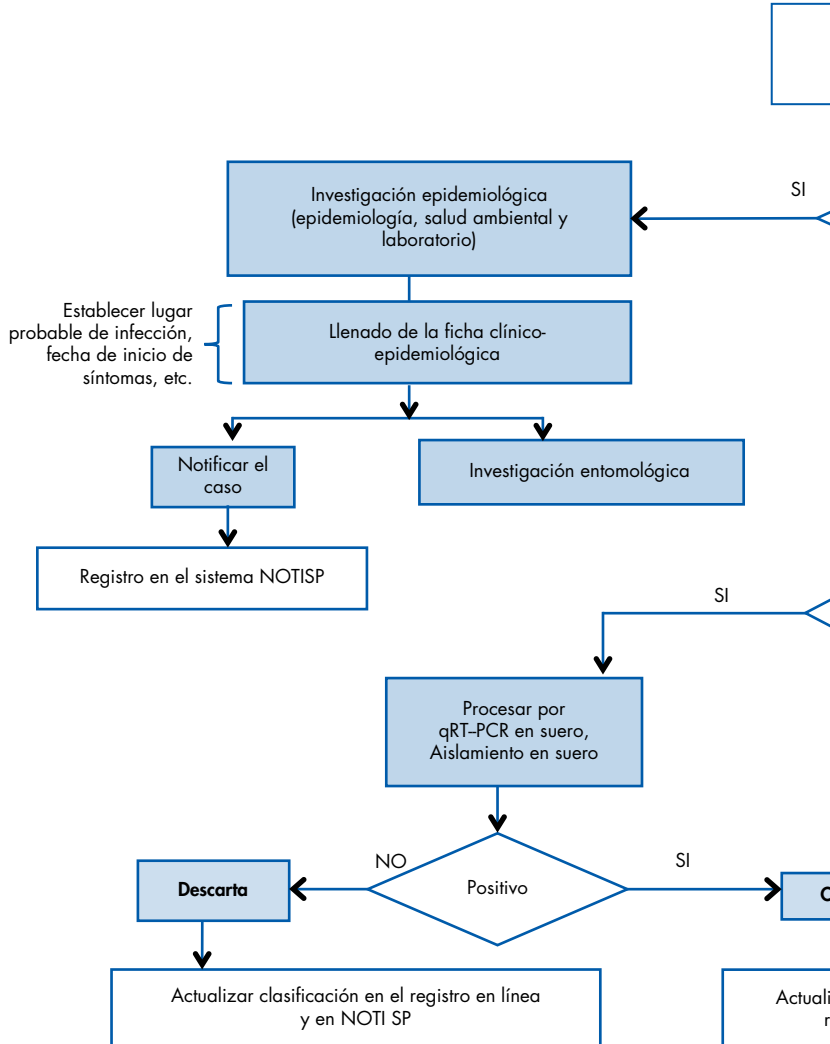 SI
Investigación epidemiológica
(epidemiología, salud ambiental y
laboratorio)
Establecer lugar
probable de infección,
fecha de inicio de
síntomas, etc.
Llenado de la ficha clínico-
epidemiológica
Notificar el
caso
Investigación entomológica
Registro en el sistema NOTISP
SI
Procesar por
qRT–PCR en suero,
Aislamiento en suero
NO
Positivo
SI
Descarta
Actualizar clasificación en el registro en línea
y en NOTI SP